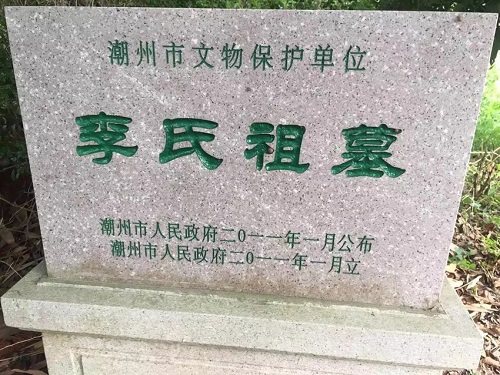 潮州市文物保护单位
李氏祖墓
潮州市人民政府二0一一年一月公布
潮州市人民政府二0一一年一月立